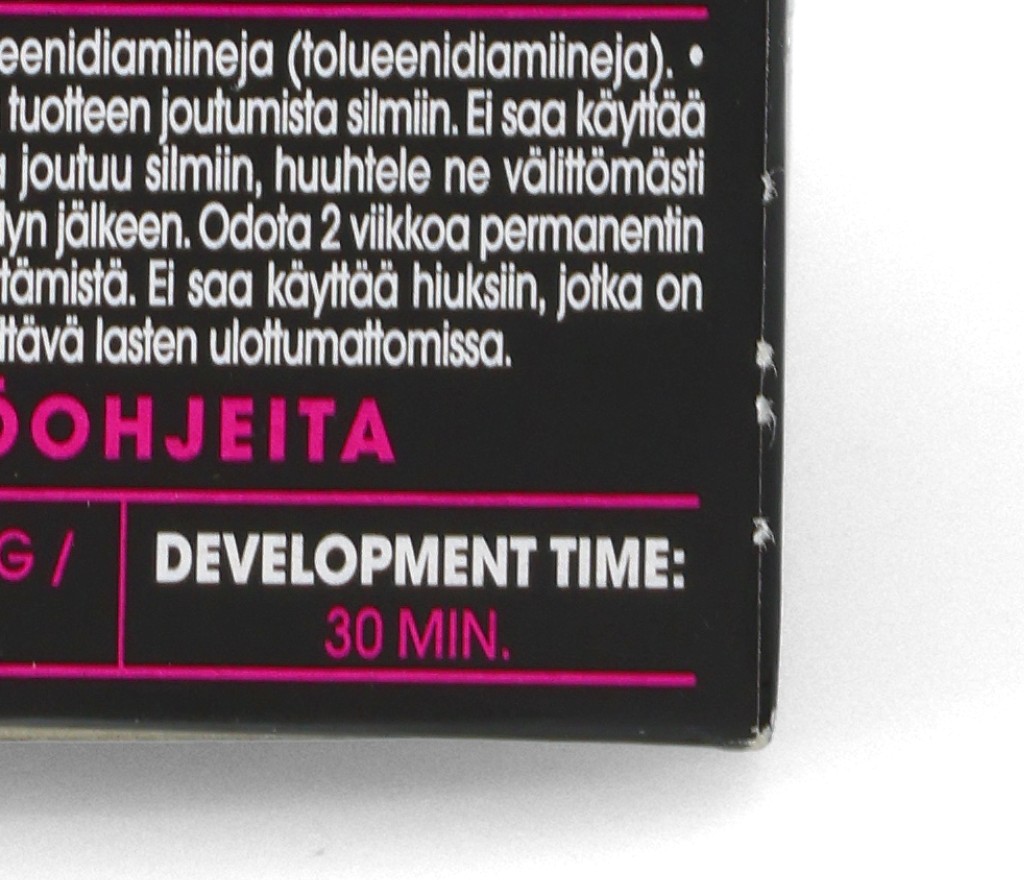 eenidiamiineja (tolueenidiamiineja). •
tuotteen joutumista silmiin. Ei saa käyttää
joutuu silmiin, huuhtele ne välittömästi
lyn jälkeen. Odota 2 viikkoa permanentin
tämistä. Ei saa käyttää hiuksiin, jotka on
ttävä lasten ulottumattomissa.
ÖOHJEITA
G /
DEVELOPMENT TIME:
30 MIN.